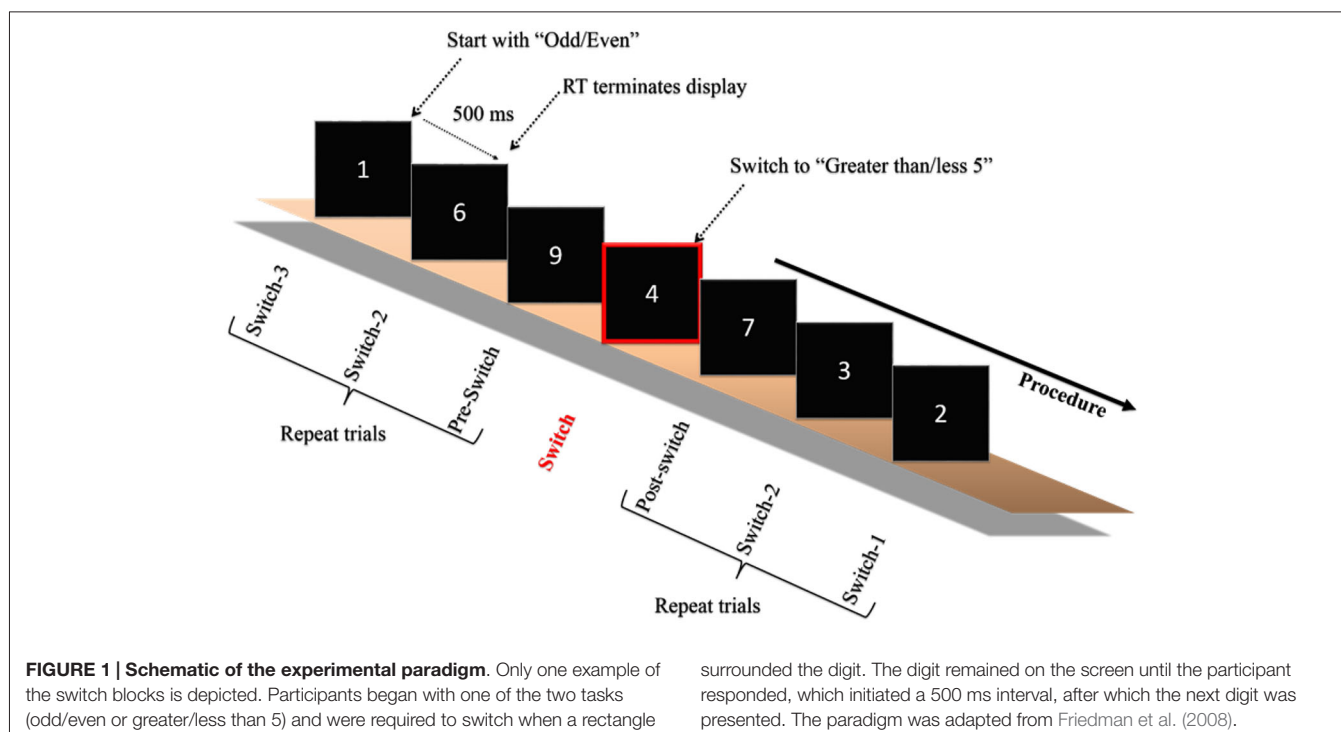 Start with “Odd/Even”
RT terminates display
500 ms
Switch to “Greater than/less 5”
1
6
9
4
7
3
2
Procedure
Switch-3
Switch-2
Pre-Switch
Repeat trials
Switch
Post-switch
Switch-2
Switch-1
Repeat trials
FIGURE 1 | Schematic of the experimental paradigm. Only one example of
the switch blocks is depicted. Participants began with one of the two tasks
(odd/even or greater/less than 5) and were required to switch when a rectangle
surrounded the digit. The digit remained on the screen until the participant
responded, which initiated a 500 ms interval, after which the next digit was
presented. The paradigm was adapted from Friedman et al. (2008).